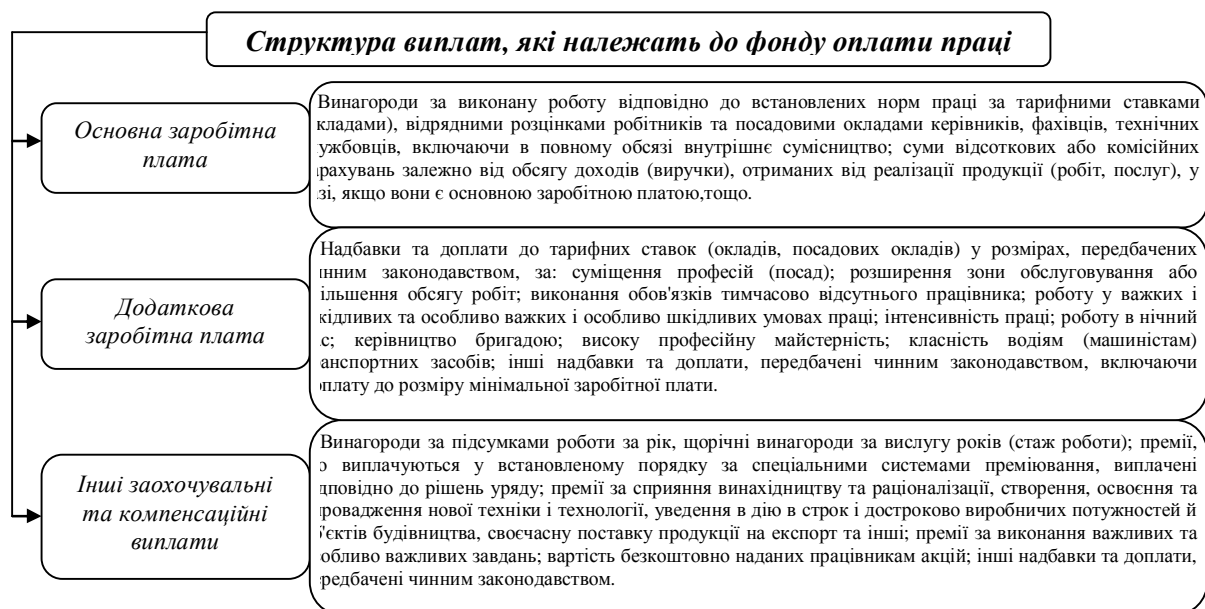 Структура виплат, які належать до фонду оплати праці
Основна заробітна
плата
Винагороди за виконану роботу відповідно до встановлених норм праці за тарифними ставками
кладами), відрядними розцінками робітників та посадовими окладами керівників, фахівців, технічних
ужбовців, включаючи в повному обсязі внутрішнє сумісництво; суми відсоткових або комісійних
рахувань залежно від обсягу доходів (виручки), отриманих від реалізації продукції (робіт, послуг), у
зі, якщо вони є основною заробітною платою,тощо.
Додаткова
заробітна плата
Надбавки та доплати до тарифних ставок (окладів, посадових окладів) у розмірах, передбачених
инним законодавством, за: суміщення професій (посад); розширення зони обслуговування або
ільшення обсягу робіт; виконання обов'язків тимчасово відсутнього працівника; роботу у важких і
кідливих та особливо важких і особливо шкідливих умовах праці; інтенсивність праці; роботу в нічний
с; керівництво бригадою; високу професійну майстерність; класність водіям (машиністам)
анспортних засобів; інші надбавки та доплати, передбачені чинним законодавством, включаючи
оплату до розміру мінімальної заробітної плати.
Інші заохочувальні
та компенсаційні
виплати
Винагороди за підсумками роботи за рік, щорічні винагороди за вислугу років (стаж роботи); премії,
о виплачуються у встановленому порядку за спеціальними системами преміювання, виплачені
дповідно до рішень уряду; премії за сприяння винахідництву та раціоналізації, створення, освоєння та
ровадження нової техніки і технології, уведення в дію в строк і достроково виробничих потужностей й
'єктів будівництва, своєчасну поставку продукції на експорт та інші; премії за виконання важливих та
обливо важливих завдань; вартість безкоштовно наданих працівникам акцій; інші надбавки та доплати,
редбачені чинним законодавством.